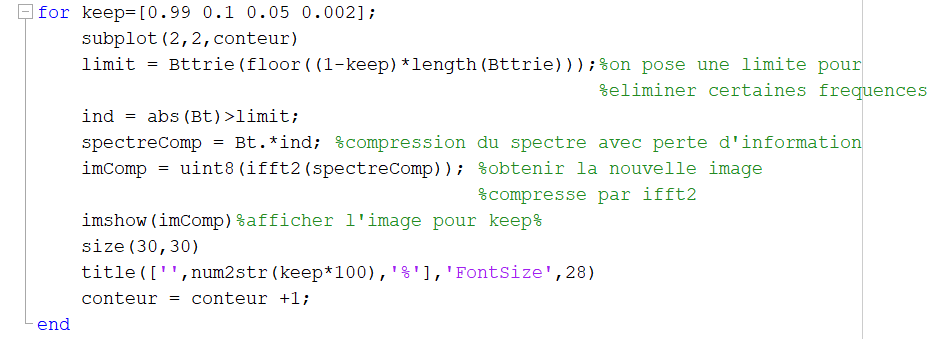 for keep=[0.99 0.1 0.05 0.002];
subplot(2,2,conteur)
limit = Bttrie(floor((1-keep)*length(Bttrie)));%on pose une limite pour
%eliminer certaines frequences
ind = abs(Bt)>limit;
spectreComp = Bt.*ind; %compression du spectre avec perte d'information
imComp = uint8(ifft2(spectreComp)); %obtenir la nouvelle image
%compresse par ifft2
imshow(imComp)%afficher l'image pour keep%
size(30,30)
title(['',num2str(keep*100),'%'],'FontSize',28)
conteur = conteur +1;
end